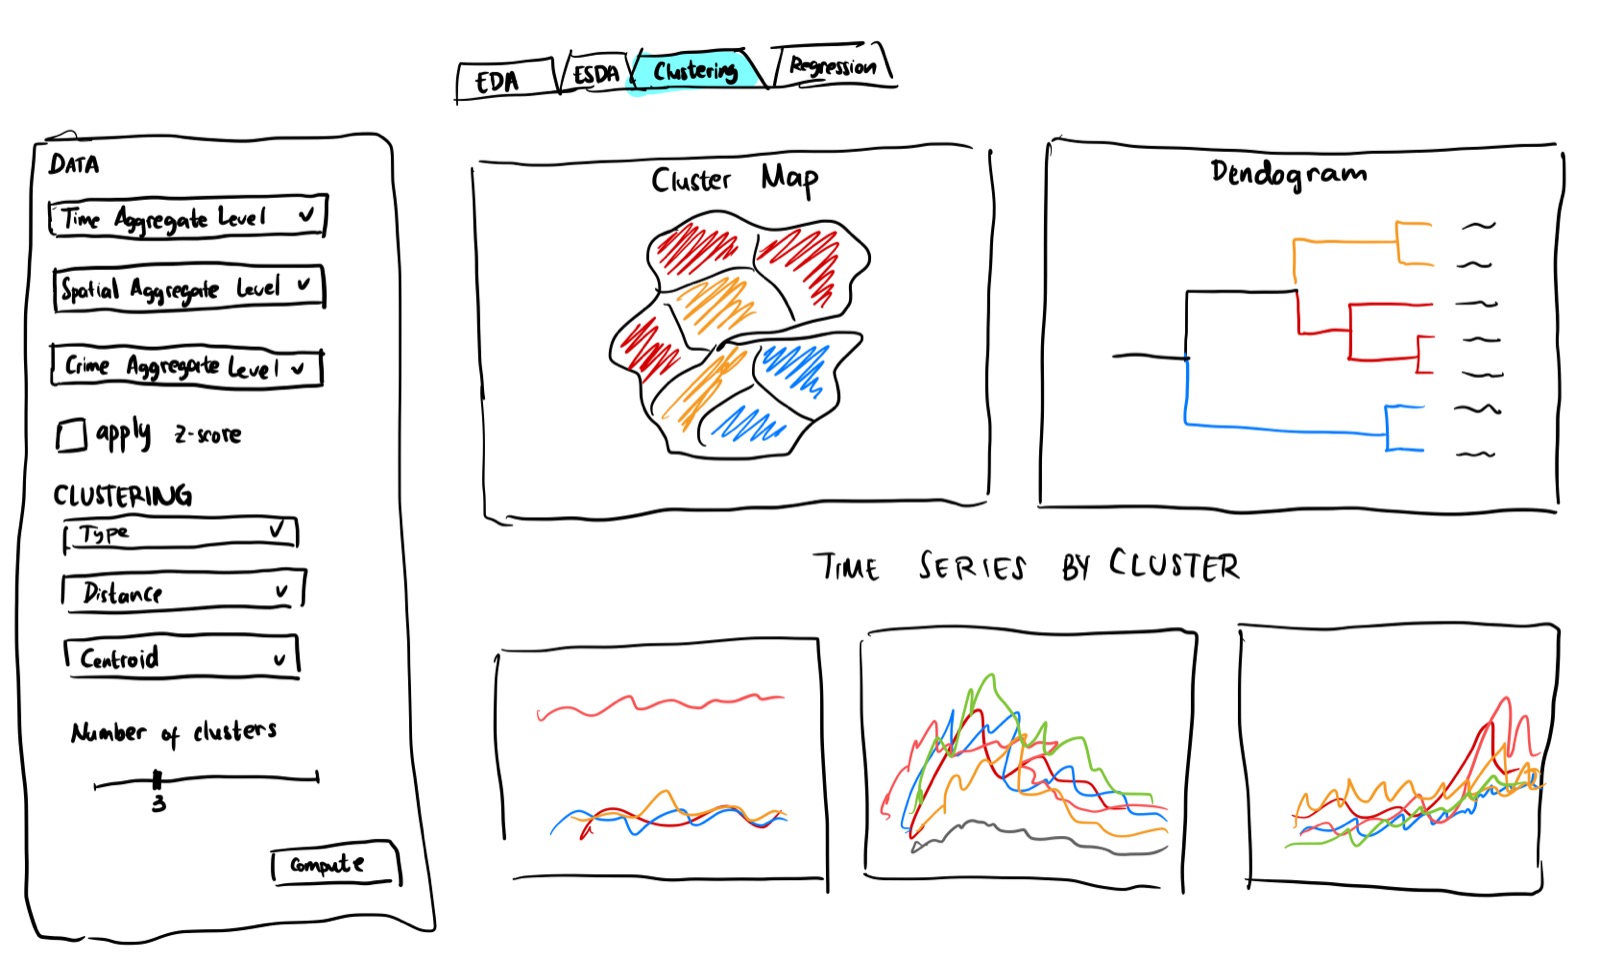 EDA
ESDA
Clustering
Regression
DATA
Time Aggregate Level
Spatial Aggregate Level
Crime Aggregate Level
apply z-score
CLUSTERING
Type
Distance
Centroid
Number of clusters
3
Compute
Cluster Map
Dendogram
TIME SERIES BY CLUSTER